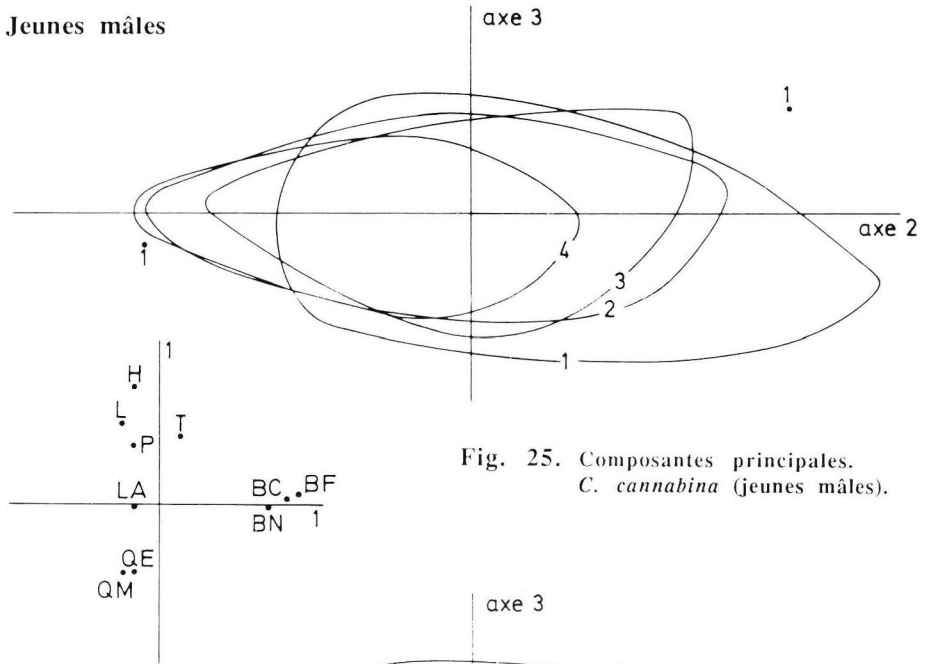 Jeunes mâles
axe 3
1
axe 2
1
4
3
2
1
1
H
L
T
P
LA
BC
BF
BN
1
QE
QM
Fig. 25. Composantes principales.
C. cannabina (jeunes mâles).
axe 3